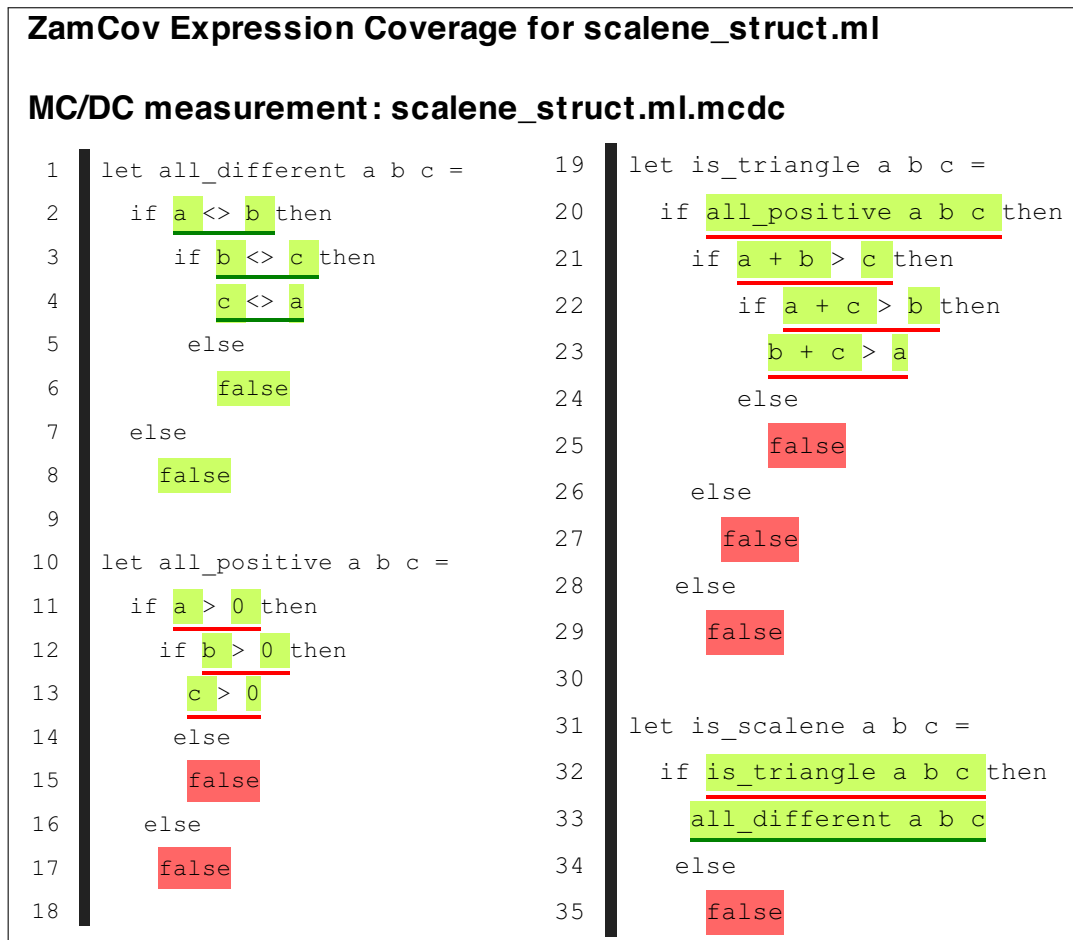 ZamCov Expression Coverage for scalene_struct.ml
MC/DC measurement: scalene_struct.ml.mcdc
1 let all_different a b c =
2 if a <> b then
3 if b <> c then
4 c <> a
5 else
6 false
7 else
8 false
9
10 let all_positive a b c =
11 if a > 0 then
12 if b > 0 then
13 c > 0
14 else
15 false
16 else
17 false
18
19 let is_triangle a b c =
20 if all_positive a b c then
21 if a + b > c then
22 if a + c > b then
23 b + c > a
24 else
25 false
26 else
27 false
28 else
29 false
30
31 let is_scalene a b c =
32 if is_triangle a b c then
33 all_different a b c
34 else
35 false